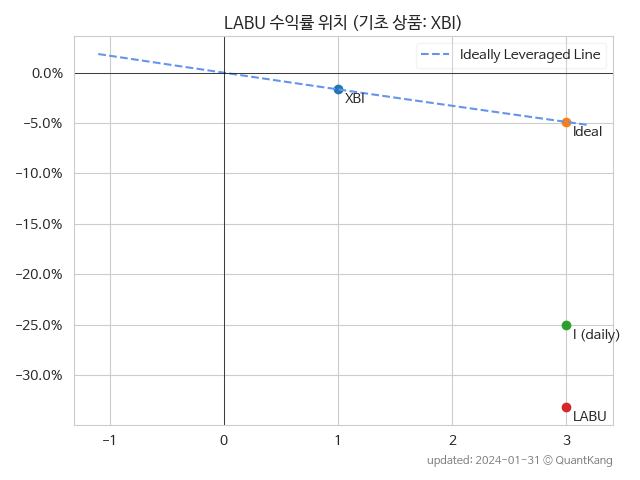 LABU 수익률 위치 (기초 상품: XBI)
Ideally Leveraged Line
0.0%
−5.0%
−10.0%
−15.0%
−20.0%
−25.0%
−30.0%
XBI
Ideal
I (daily)
LABU
−1
0
1
2
3
updated: 2024-01-31 © QuantKang